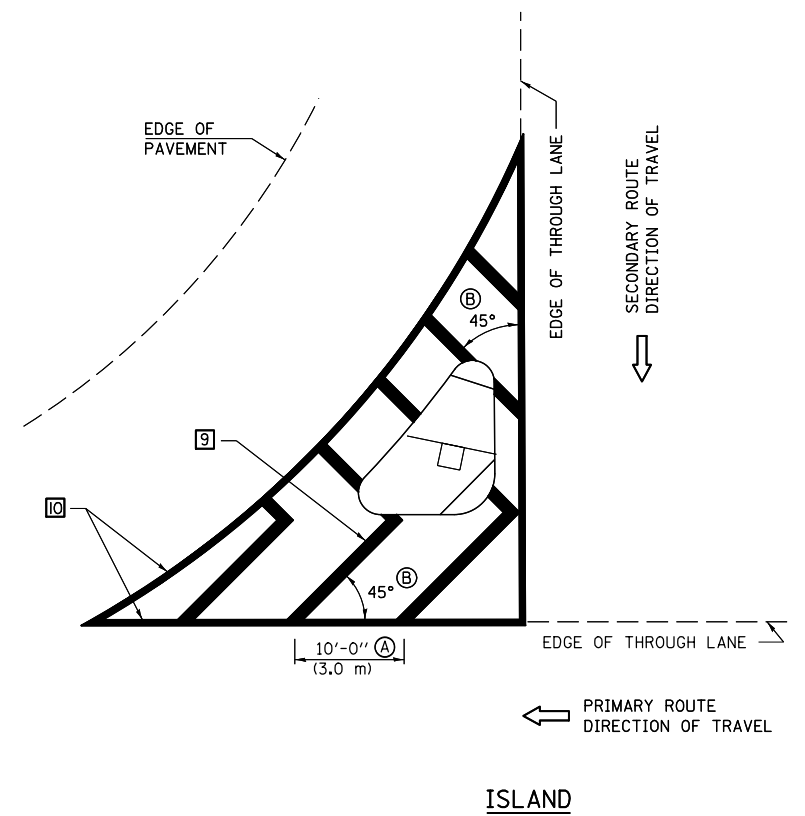 EDGE OF
PAVEMENT
EDGE OF THROUGH LANE
SECONDARY ROUTE
DIRECTION OF TRAVEL
B
45°
9
10
45° B
10'-0" A
(3.0 m)
EDGE OF THROUGH LANE
PRIMARY ROUTE
DIRECTION OF TRAVEL
ISLAND